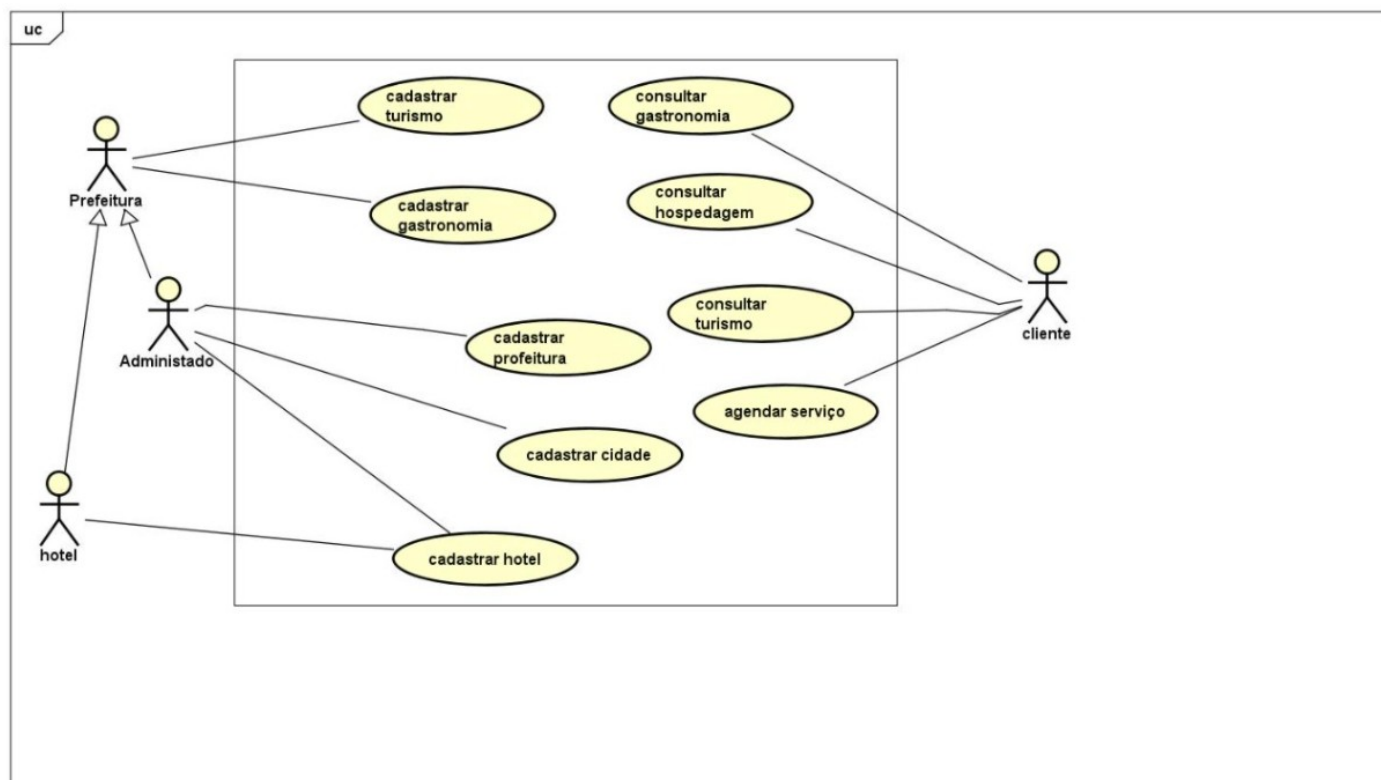 uc
cadastrar
turismo
consultar
gastronomia
Prefeitura
cadastrar
gastronomia
consultar
hospedagem
consultar
turismo
cliente
Administado
cadastrar
profeitura
agendar serviço
cadastrar cidade
hotel
cadastrar hotel